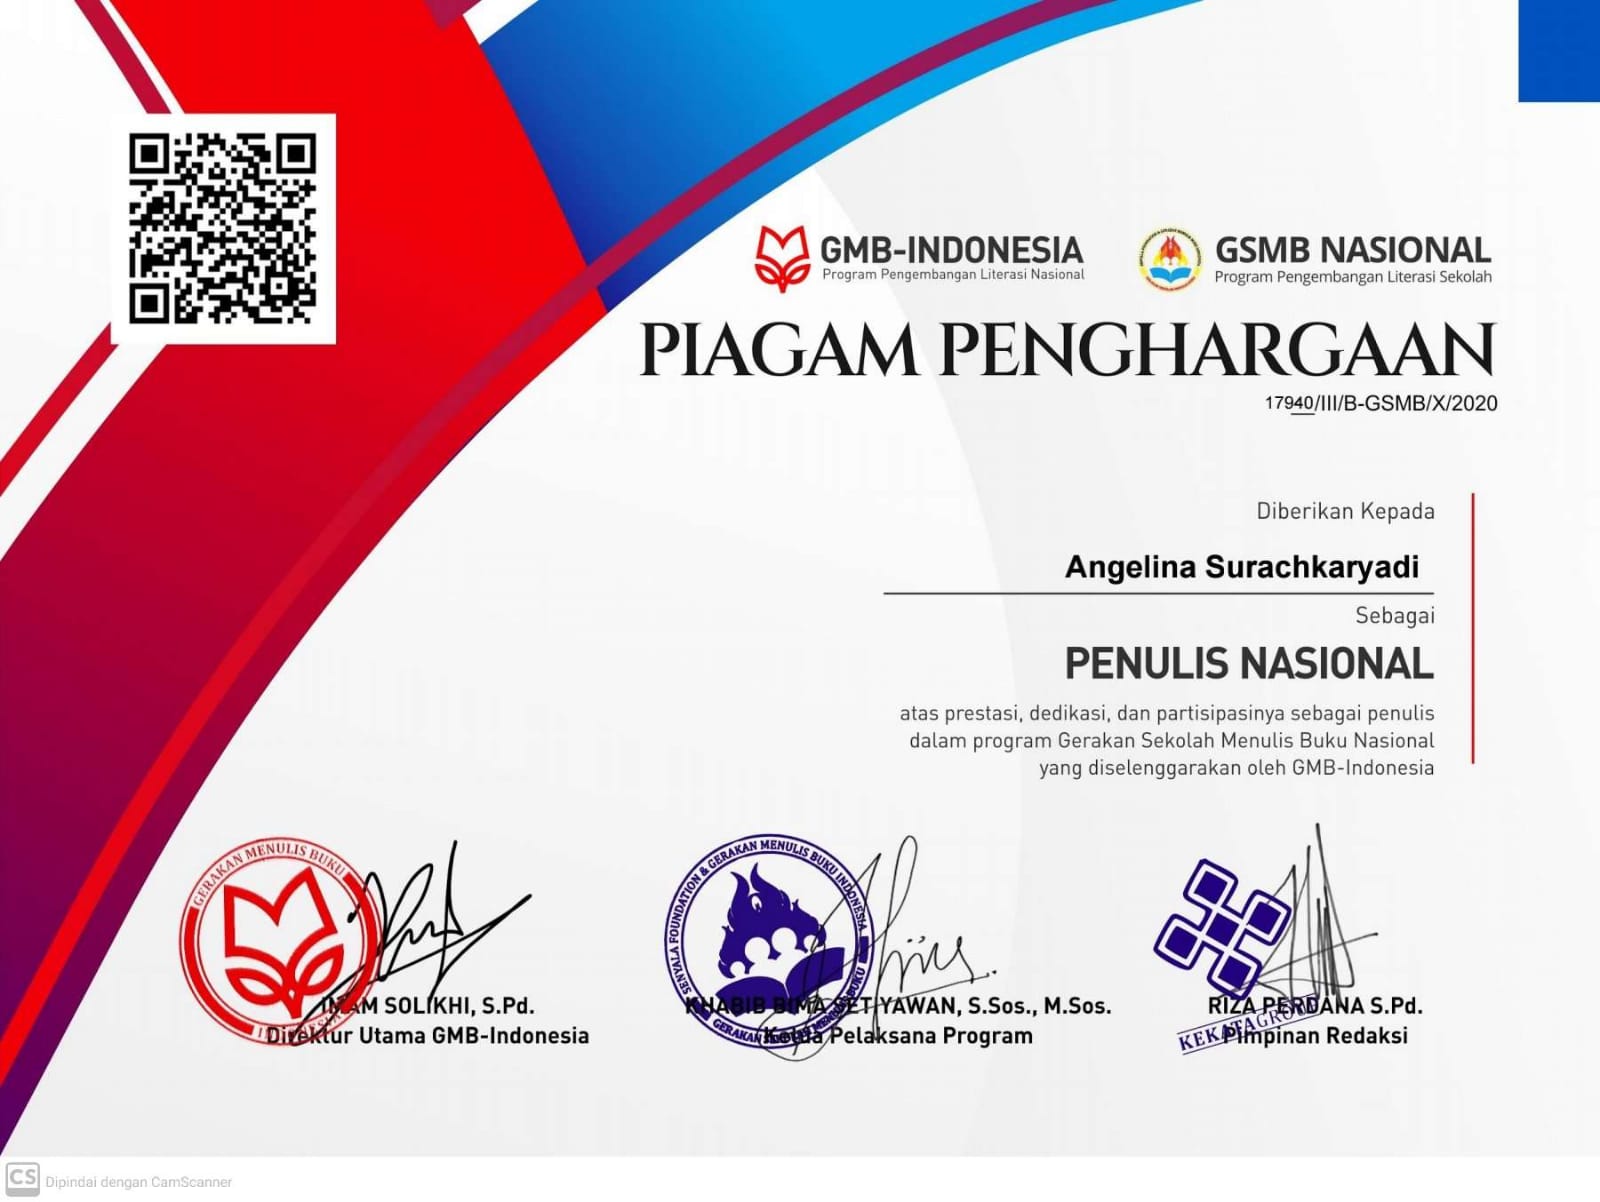 GMB-INDONESIA
Program Pengembangan Literasi Nasional
GSMB NASIONAL
Program Pengembangan Literasi Sekolah
PIAGAM PENGHARGAAN
17940/III/B-GSMB/X/2020
Diberikan Kepada
Angelina Surachkaryadi
Sebagai
PENULIS NASIONAL
atas prestasi, dedikasi, dan partisipasinya sebagai penulis
dalam program Gerakan Sekolah Menulis Buku Nasional
yang diselenggarakan oleh GMB-Indonesia
GERAKAN MENULIS BUKU
INDONESIA
IMAM SOLIKHI, S.Pd.
Direktur Utama GMB-Indonesia
SENYALA FOUNDATION & GERAKAN MENULIS BUKU INDONESIA
GERAKAN MENULIS BUKU
KHABIB BIMA SETIYAWAN, S.Sos., M.Sos.
Ketua Pelaksana Program
KEKATAGROUP
RIZA PERDANA S.Pd.
Pimpinan Redaksi
CS Dipindai dengan CamScanner